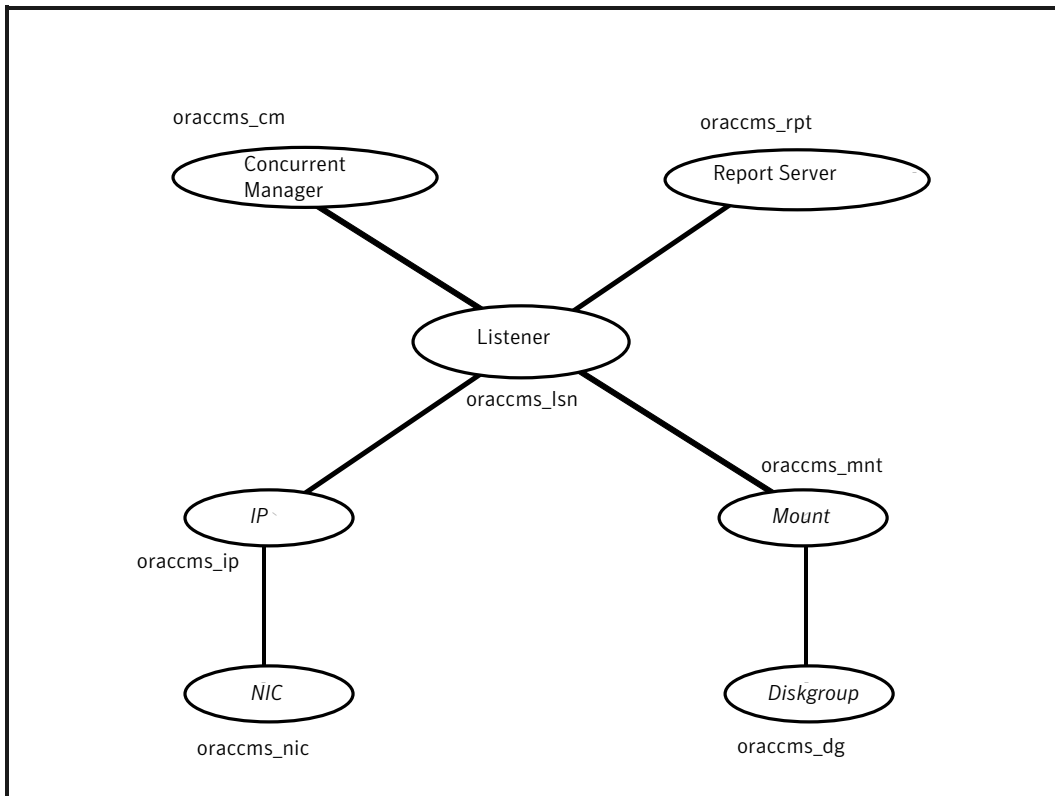 oraccms_cm
Concurrent
Manager
oraccms_rpt
Report Server
Listener
oraccms_lsn
oraccms_mnt
IP
Mount
oraccms_ip
NIC
Diskgroup
oraccms_nic
oraccms_dg